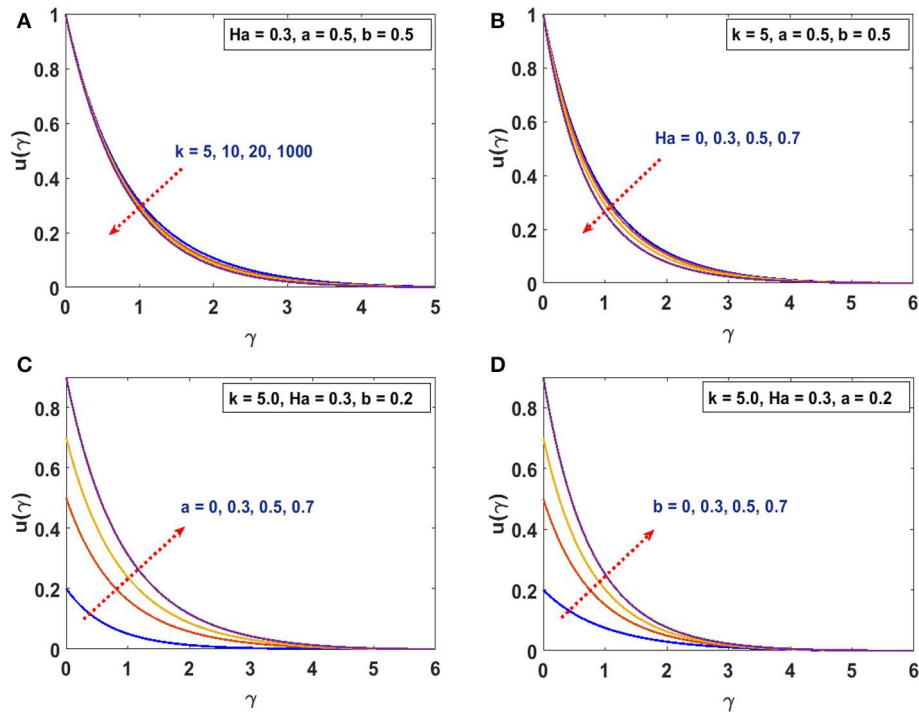 A
Ha = 0.3, a = 0.5, b = 0.5
k = 5, 10, 20, 1000
u(γ)
1
0.8
0.6
0.4
0.2
0
0 1 2 3 4 5
γ
B
k = 5, a = 0.5, b = 0.5
Ha = 0, 0.3, 0.5, 0.7
u(γ)
1
0.8
0.6
0.4
0.2
0
0 1 2 3 4 5 6
γ
C
k = 5.0, Ha = 0.3, b = 0.2
a = 0, 0.3, 0.5, 0.7
u(γ)
0.8
0.6
0.4
0.2
0
0 1 2 3 4 5 6
γ
D
k = 5.0, Ha = 0.3, a = 0.2
b = 0, 0.3, 0.5, 0.7
u(γ)
0.8
0.6
0.4
0.2
0
0 1 2 3 4 5 6
γ